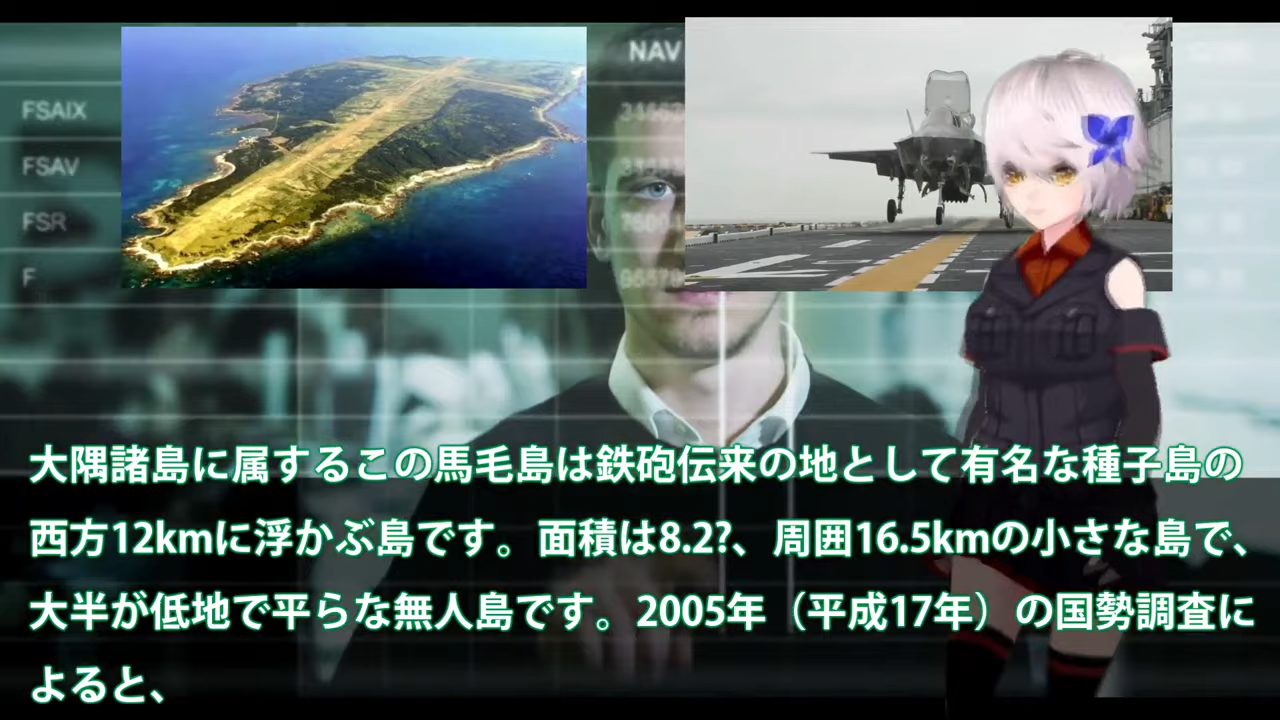 NAV
FSAIX
FSAV
FSR
F
大隅諸島に属するこの馬毛島は鉄砲伝来の地として有名な種子島の
西方12kmに浮かぶ島です。面積は8.2?、周囲16.5kmの小さな島で、
大半が低地で平らな無人島です。2005年（平成17年）の国勢調査に
よると、